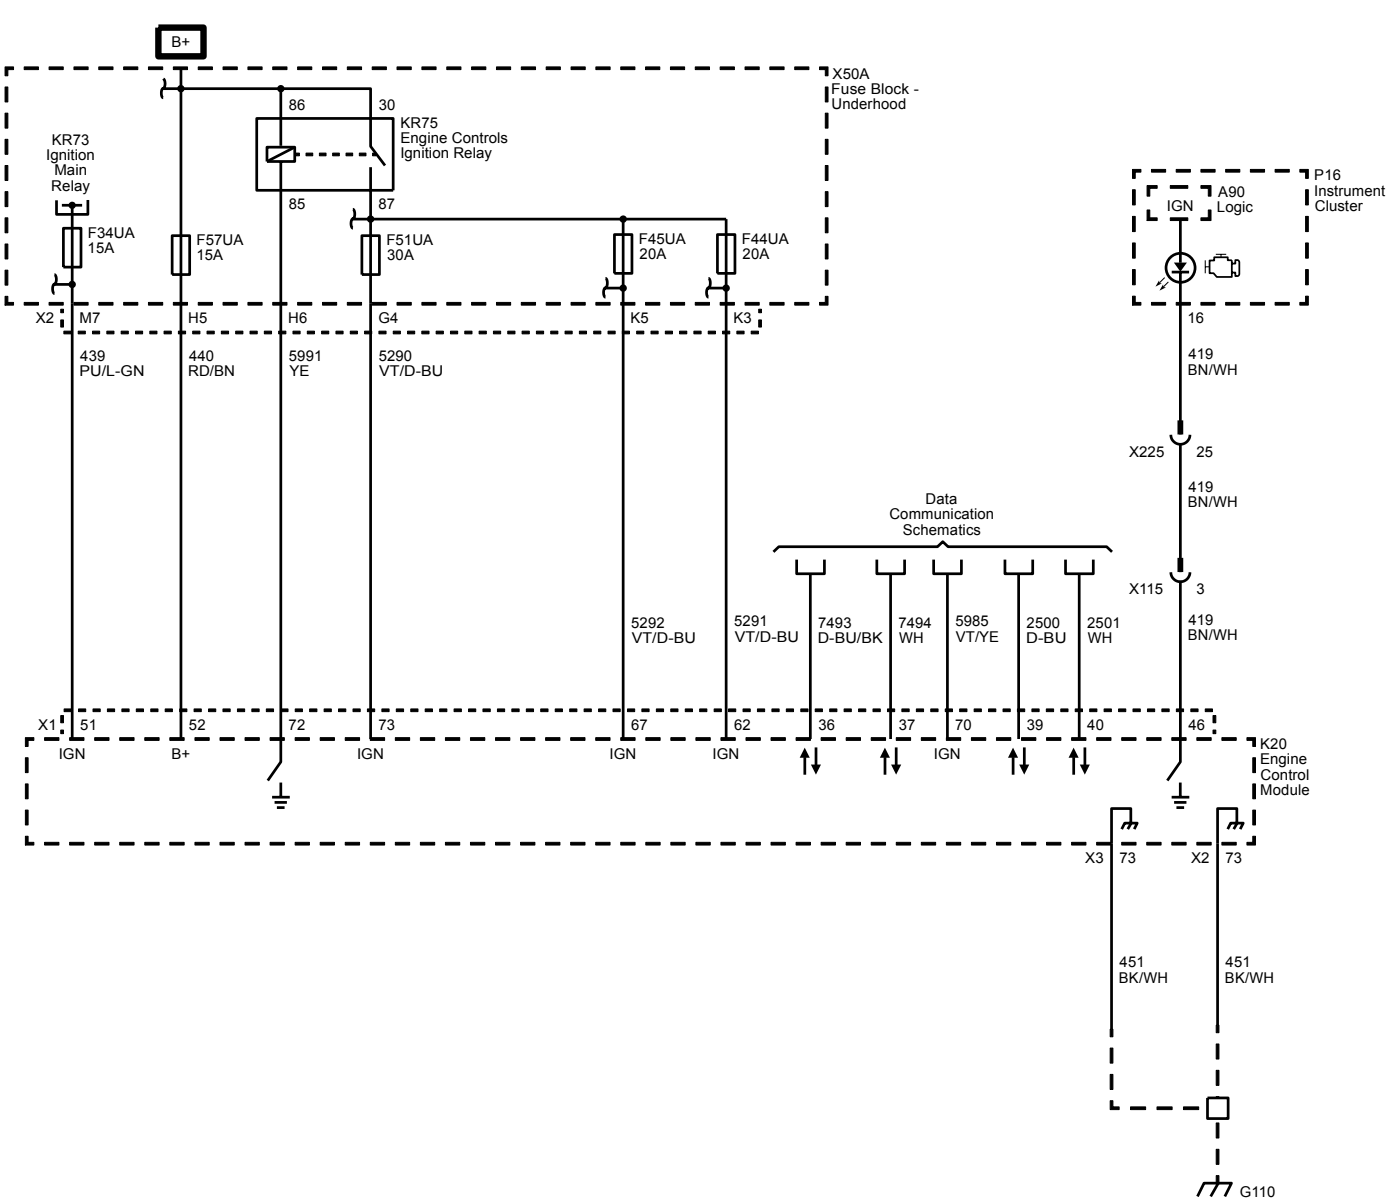 B+
X50A
Fuse Block -
Underhood
86
30
KR75
Engine Controls
Ignition Relay
KR73
Ignition
Main
Relay
85
87
F34UA
15A
F57UA
15A
F51UA
30A
F45UA
20A
F44UA
20A
P16
Instrument
Cluster
A90
Logic
IGN
X2
M7
H5
H6
G4
K5
K3
16
439
PU/L-GN
440
RD/BN
5991
YE
5290
VT/D-BU
419
BN/WH
X225
25
419
BN/WH
Data
Communication
Schematics
X115
3
5292
VT/D-BU
5291
VT/D-BU
7493
D-BU/BK
7494
WH
5985
VT/YE
2500
D-BU
2501
WH
419
BN/WH
X1
51
52
72
73
67
62
36
37
70
39
40
46
IGN
B+
IGN
IGN
IGN
IGN
K20
Engine
Control
Module
X3
73
X2
73
451
BK/WH
451
BK/WH
G110